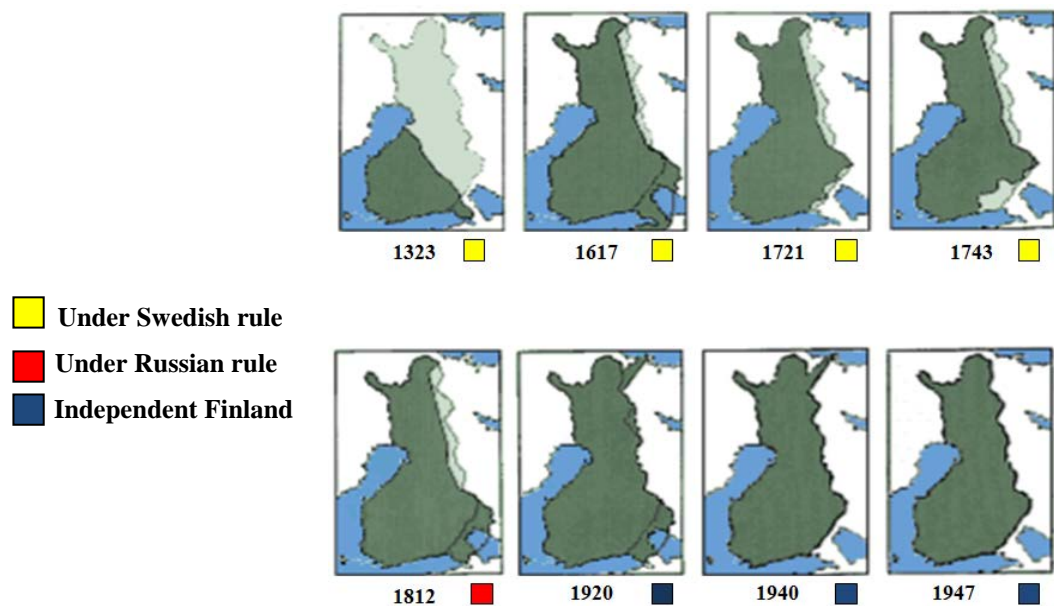 1323
1617
1721
1743
Under Swedish rule
Under Russian rule
Independent Finland
1812
1920
1940
1947